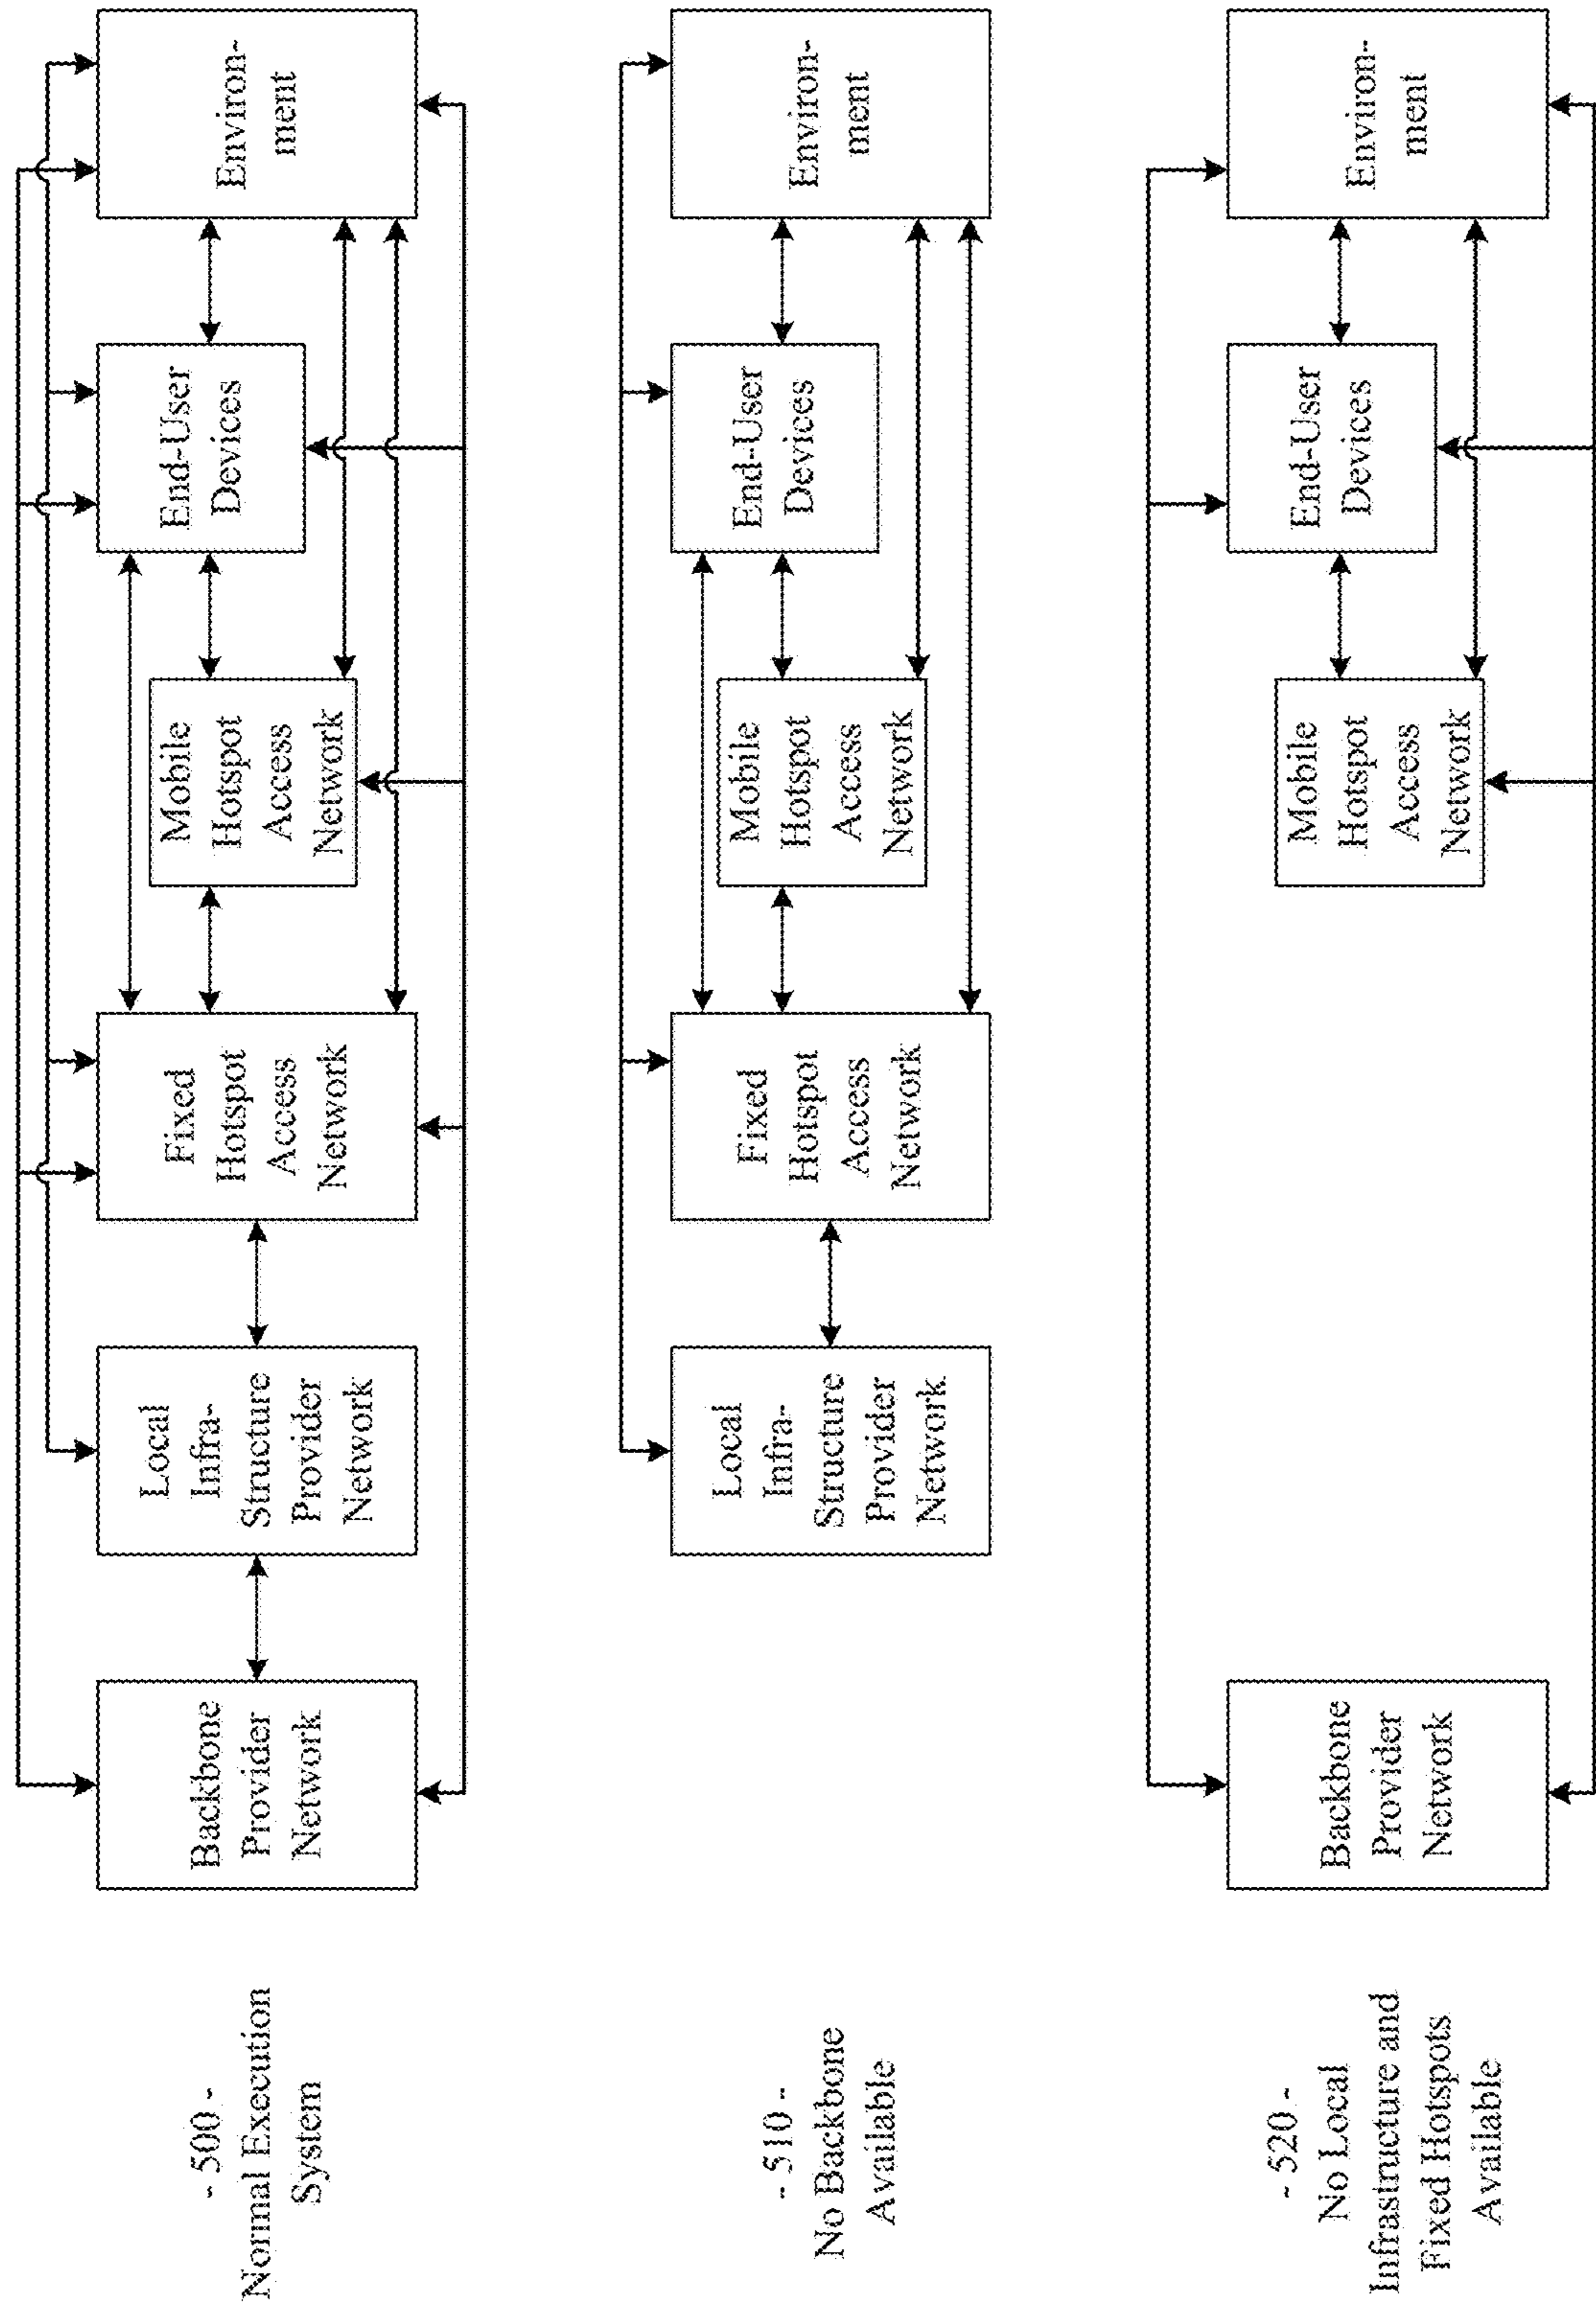 - 500 -
Normal Execution
System
Backbone
Provider
Network
Local
Infra-
Structure
Provider
Network
Fixed
Hotspot
Access
Network
Mobile
Hotspot
Access
Network
End-User
Devices
Environ-
ment
- 510 -
No Backbone
Available
Local
Infra-
Structure
Provider
Network
Fixed
Hotspot
Access
Network
Mobile
Hotspot
Access
Network
End-User
Devices
Environ-
ment
- 520 -
No Local
Infrastructure and
Fixed Hotspots
Available
Backbone
Provider
Network
Mobile
Hotspot
Access
Network
End-User
Devices
Environ-
ment